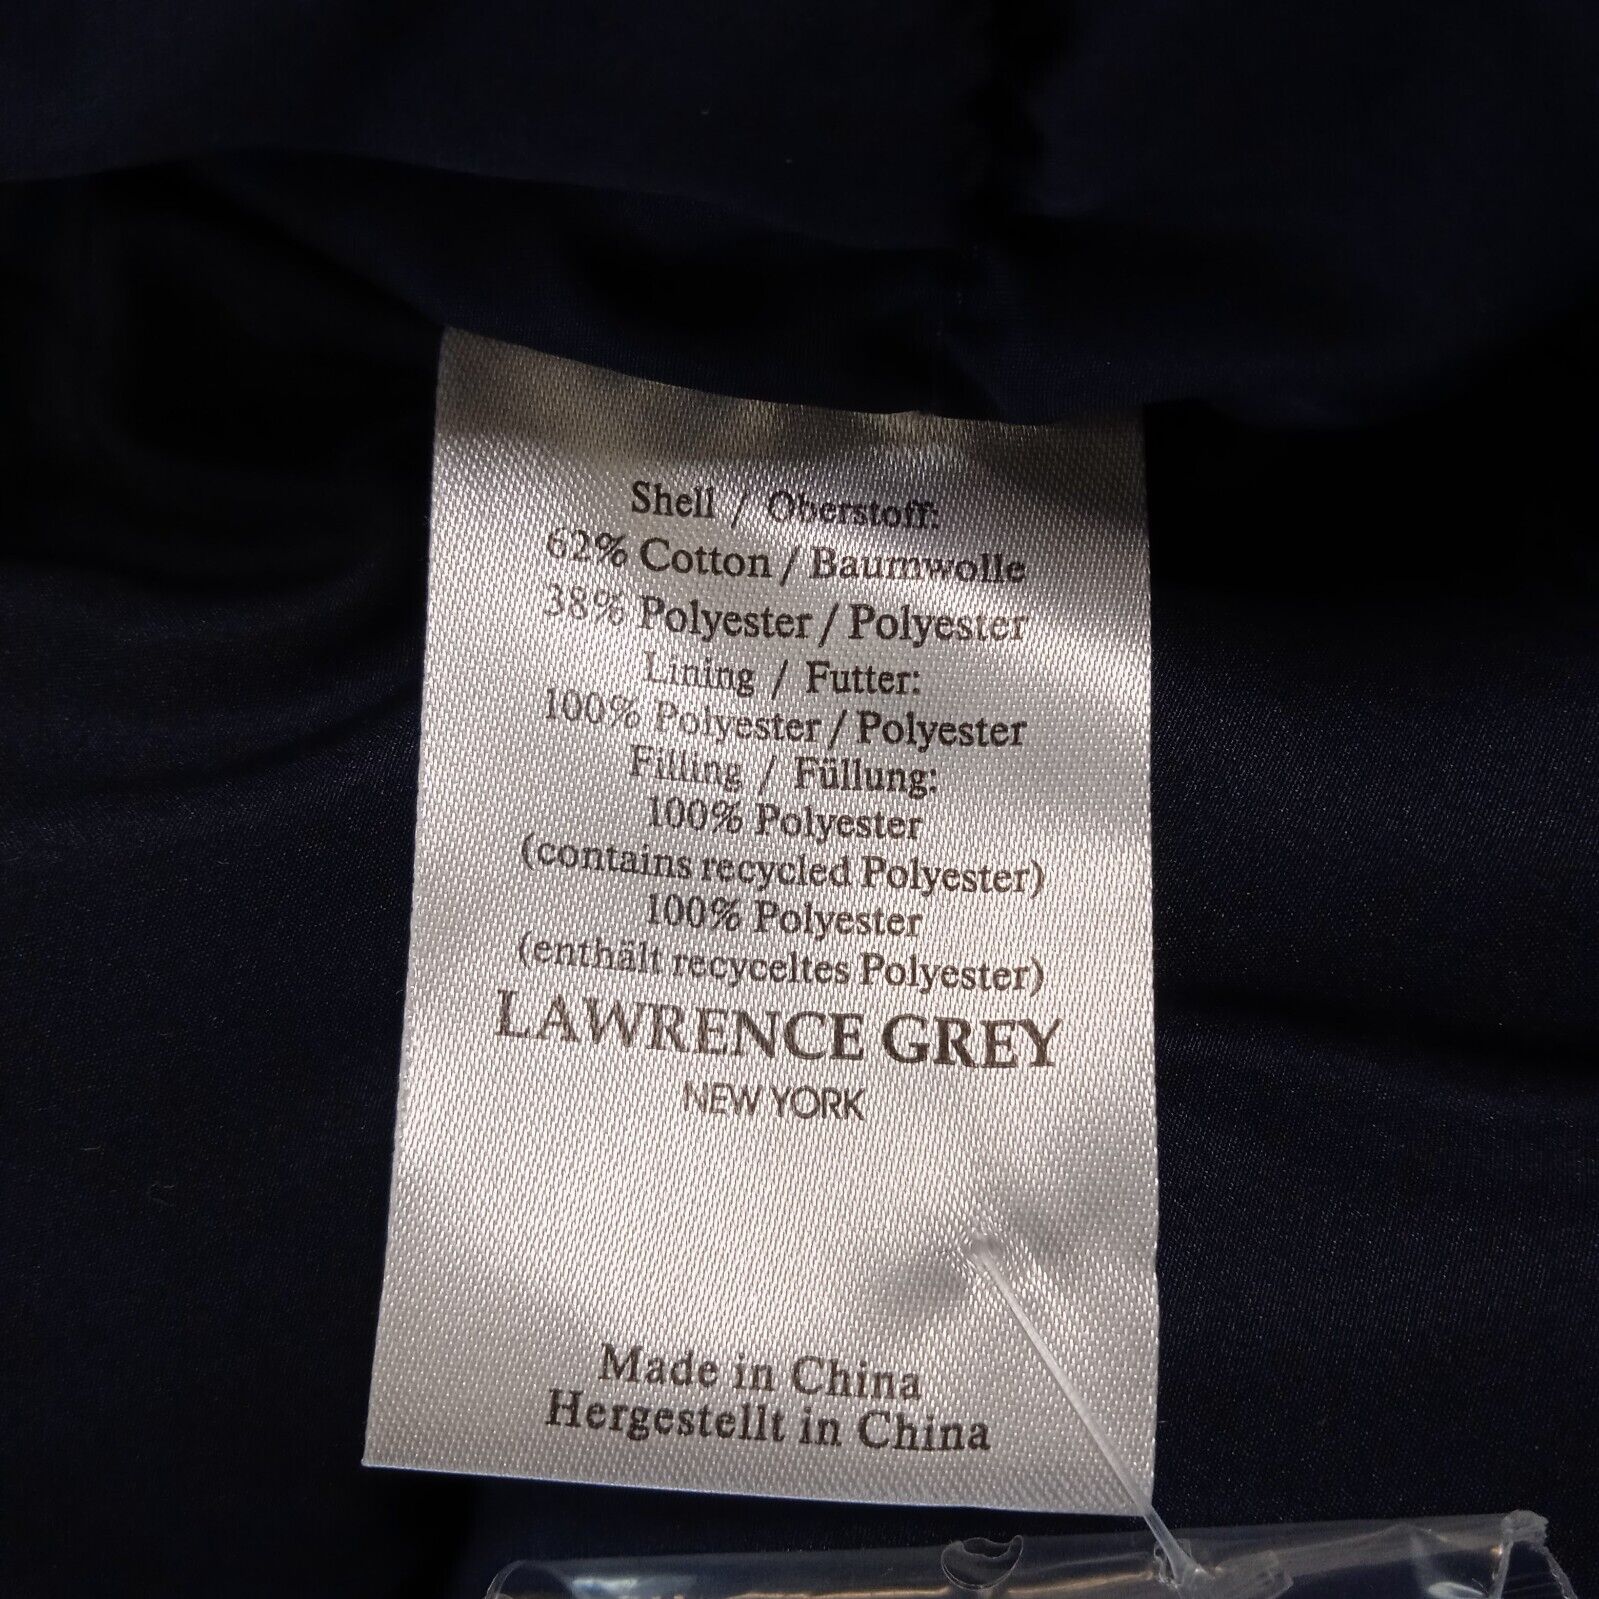 Shell / Oberstoff:
62% Cotton / Baumwolle
38% Polyester / Polyester
Lining / Futter:
100% Polyester / Polyester
Filling / Füllung:
100% Polyester
(contains recycled Polyester)
100% Polyester
(enthält recyceltes Polyester)
LAWRENCE GREY
NEW YORK
Made in China
Hergestellt in China